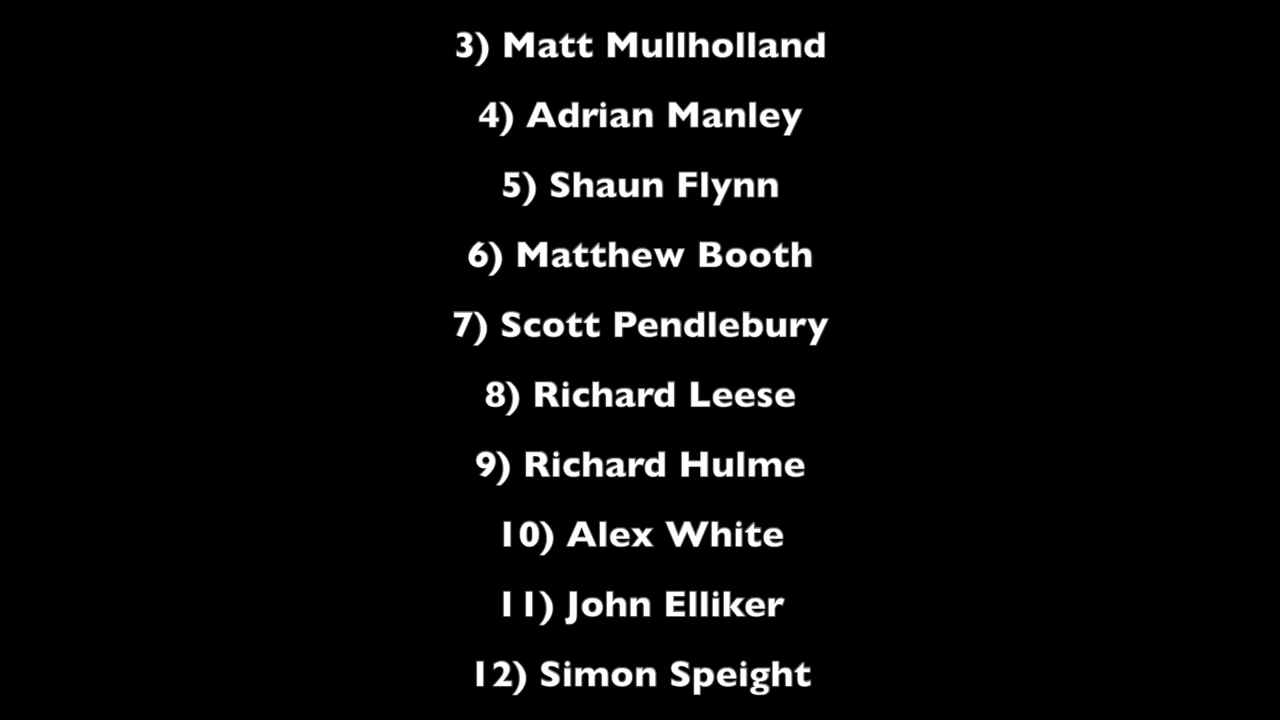 3) Matt Mullholland
4) Adrian Manley
5) Shaun Flynn
6) Matthew Booth
7) Scott Pendlebury
8) Richard Leese
9) Richard Hulme
10) Alex White
11) John Elliker
12) Simon Speight